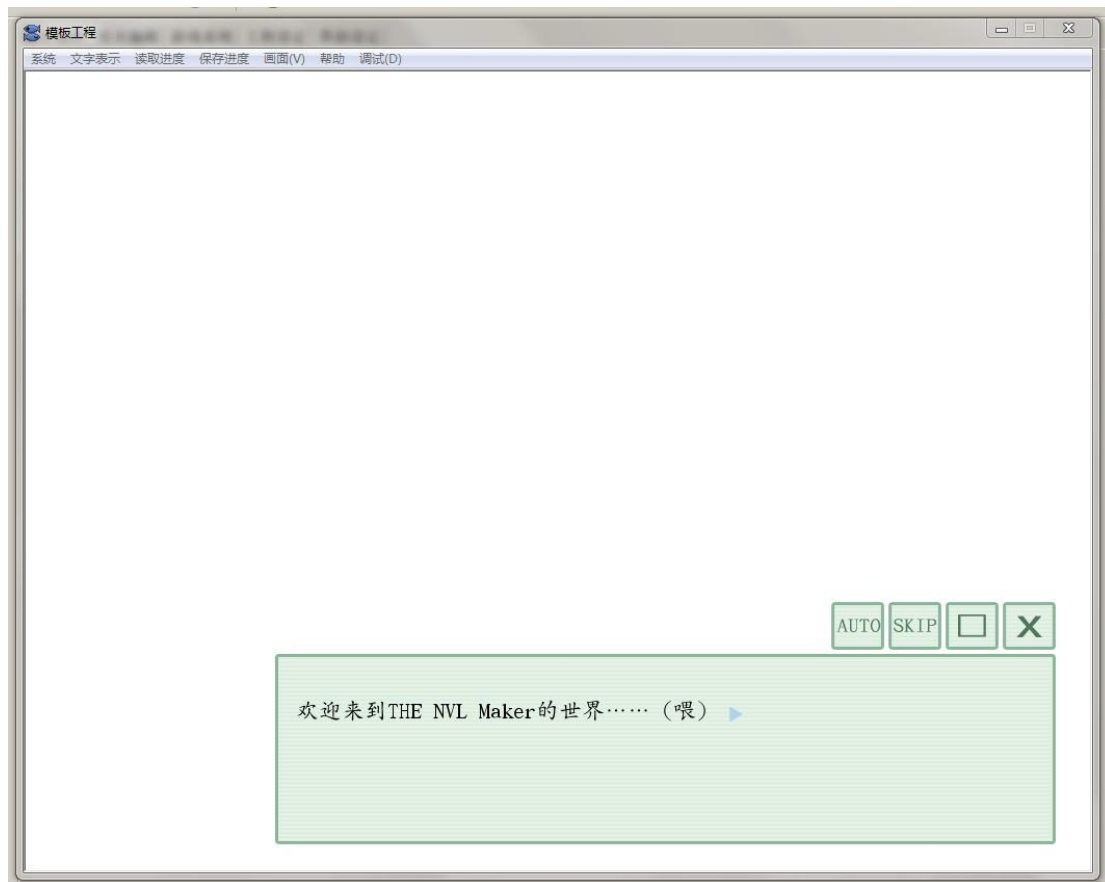 模板工程
系统 文字表示 读取进度 保存进度 画面(V) 帮助 调试(D)
AUTO SKIP
欢迎来到THE NVL Maker的世界……（喂）